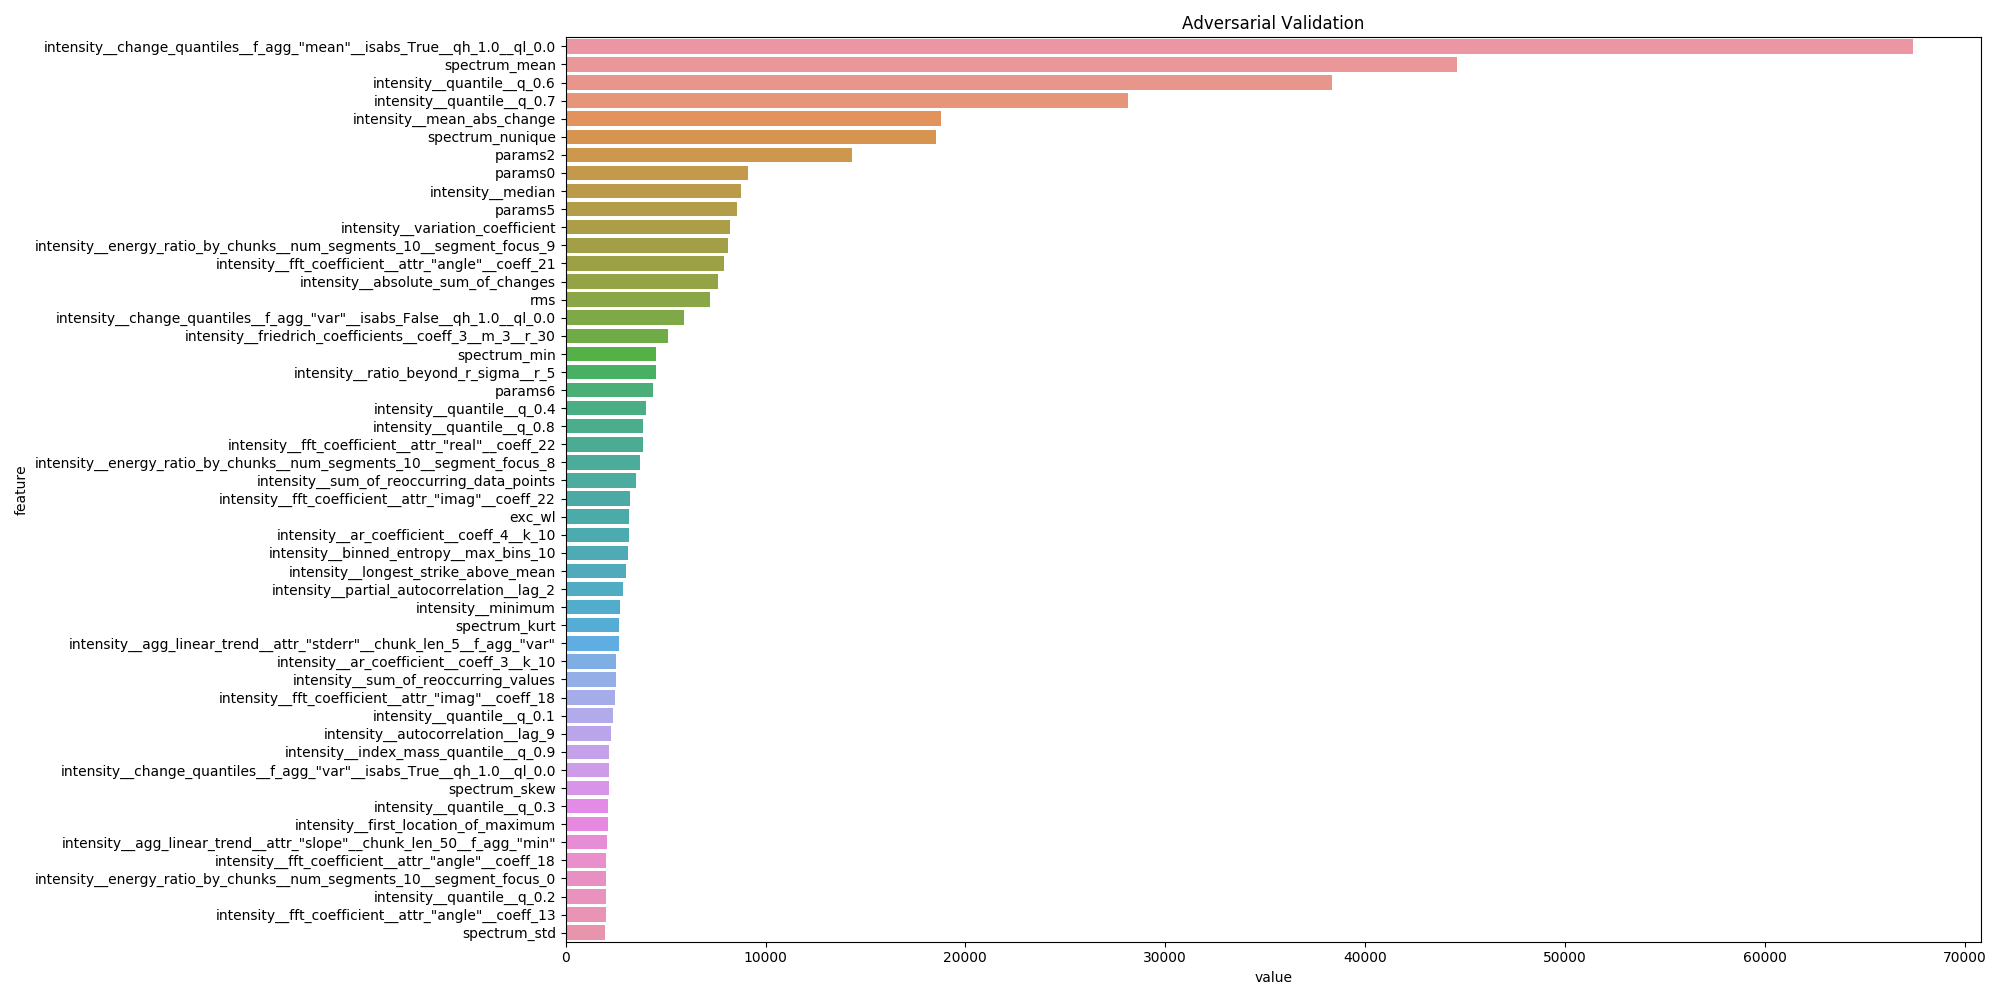 Adversarial Validation
intensity__change_quantiles__f_agg_"mean"__isabs_True__qh_1.0__ql_0.0
spectrum_mean
intensity__quantile__q_0.6
intensity__quantile__q_0.7
intensity__mean_abs_change
spectrum_nunique
params2
params0
intensity__median
params5
intensity__variation_coefficient
intensity__energy_ratio_by_chunks__num_segments_10__segment_focus_9
intensity__fft_coefficient__attr_"angle"__coeff_21
intensity__absolute_sum_of_changes
rms
intensity__change_quantiles__f_agg_"var"__isabs_False__qh_1.0__ql_0.0
intensity__friedrich_coefficients__coeff_3__m_3__r_30
spectrum_min
intensity__ratio_beyond_r_sigma__r_5
params6
intensity__quantile__q_0.4
intensity__quantile__q_0.8
intensity__fft_coefficient__attr_"real"__coeff_22
intensity__energy_ratio_by_chunks__num_segments_10__segment_focus_8
intensity__sum_of_reoccurring_data_points
intensity__fft_coefficient__attr_"imag"__coeff_22
exc_wl
intensity__ar_coefficient__coeff_4__k_10
intensity__binned_entropy__max_bins_10
intensity__longest_strike_above_mean
intensity__partial_autocorrelation__lag_2
intensity__minimum
spectrum_kurt
intensity__agg_linear_trend__attr_"stderr"__chunk_len_5__f_agg_"var"
intensity__ar_coefficient__coeff_3__k_10
intensity__sum_of_reoccurring_values
intensity__fft_coefficient__attr_"imag"__coeff_18
intensity__quantile__q_0.1
intensity__autocorrelation__lag_9
intensity__index_mass_quantile__q_0.9
intensity__change_quantiles__f_agg_"var"__isabs_True__qh_1.0__ql_0.0
spectrum_skew
intensity__quantile__q_0.3
intensity__first_location_of_maximum
intensity__agg_linear_trend__attr_"slope"__chunk_len_50__f_agg_"min"
intensity__fft_coefficient__attr_"angle"__coeff_18
intensity__energy_ratio_by_chunks__num_segments_10__segment_focus_0
intensity__quantile__q_0.2
intensity__fft_coefficient__attr_"angle"__coeff_13
spectrum_std
feature
0 10000 20000 30000 40000 50000 60000 70000
value